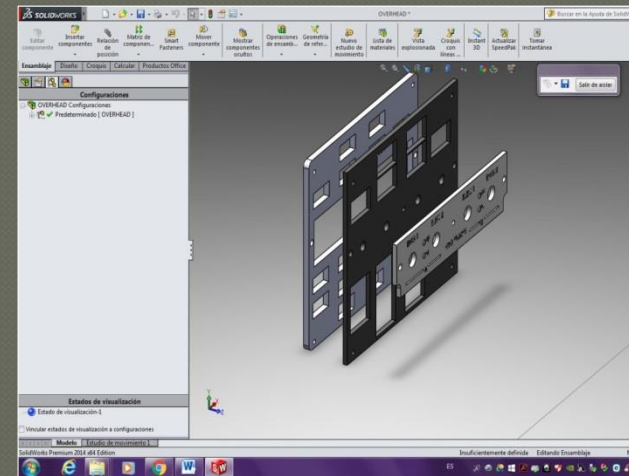 SOLIDWORKS
OVERHEAD *
Buscar en la Ayuda de SolidW
Editar componente
Insertar componentes
Relación de posición
Matriz de componen...
Smart Fasteners
Mover componente
Mostrar componentes ocultos
Operaciones de ensamb...
Geometría de refer...
Nuevo estudio de movimiento
Lista de materiales
Vista explosionada
Croquis con líneas ...
Instant 3D
Actualizar SpeedPak
Tomar instantánea
Ensamblaje
Diseño
Croquis
Calcular
Productos Office
Salir de aislar
Configuraciones
OVERHEAD Configuraciones
Predeterminado [ OVERHEAD ]
Estados de visualización
Estado de visualización-1
Vincular estados de visualización a configuraciones
Modelo
Estudio de movimiento 1
SolidWorks Premium 2014 x64 Edition
Insuficientemente definida
Editando Ensamblaje
ES